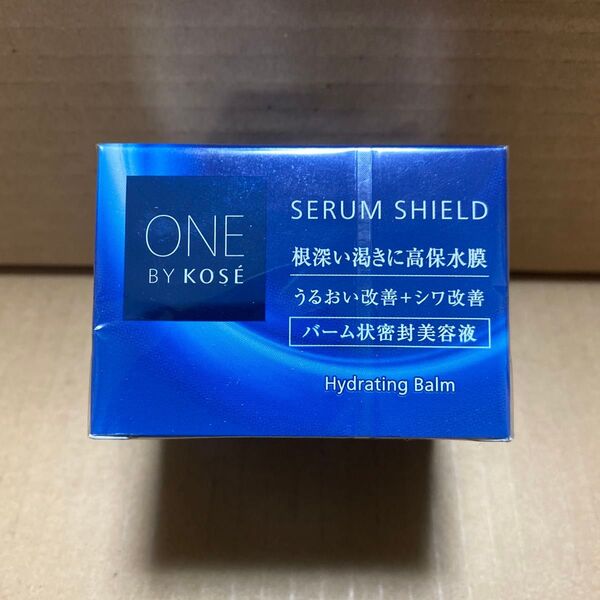 ONE
BY KOSÉ
SERUM SHIELD
根深い渇きに高保水膜
うるおい改善+シワ改善
バーム状密封美容液
Hydrating Balm